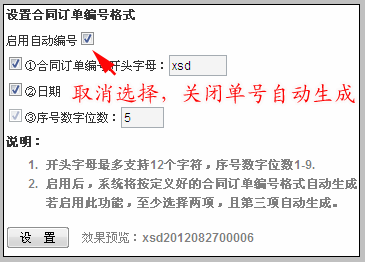 设置合同订单编号格式
启用自动编号
①合同订单编号开头字母：xsd
②日期 取消选择，关闭单号自动生成
③序号数字位数：5
说明：
1. 开头字母最多支持12个字符，序号数字位数1-9.
2. 启用后，系统将按定义好的合同订单编号格式自动生成
若启用此功能，至少选择两项，且第三项自动生成。
设 置 效果预览：xsd2012082700006